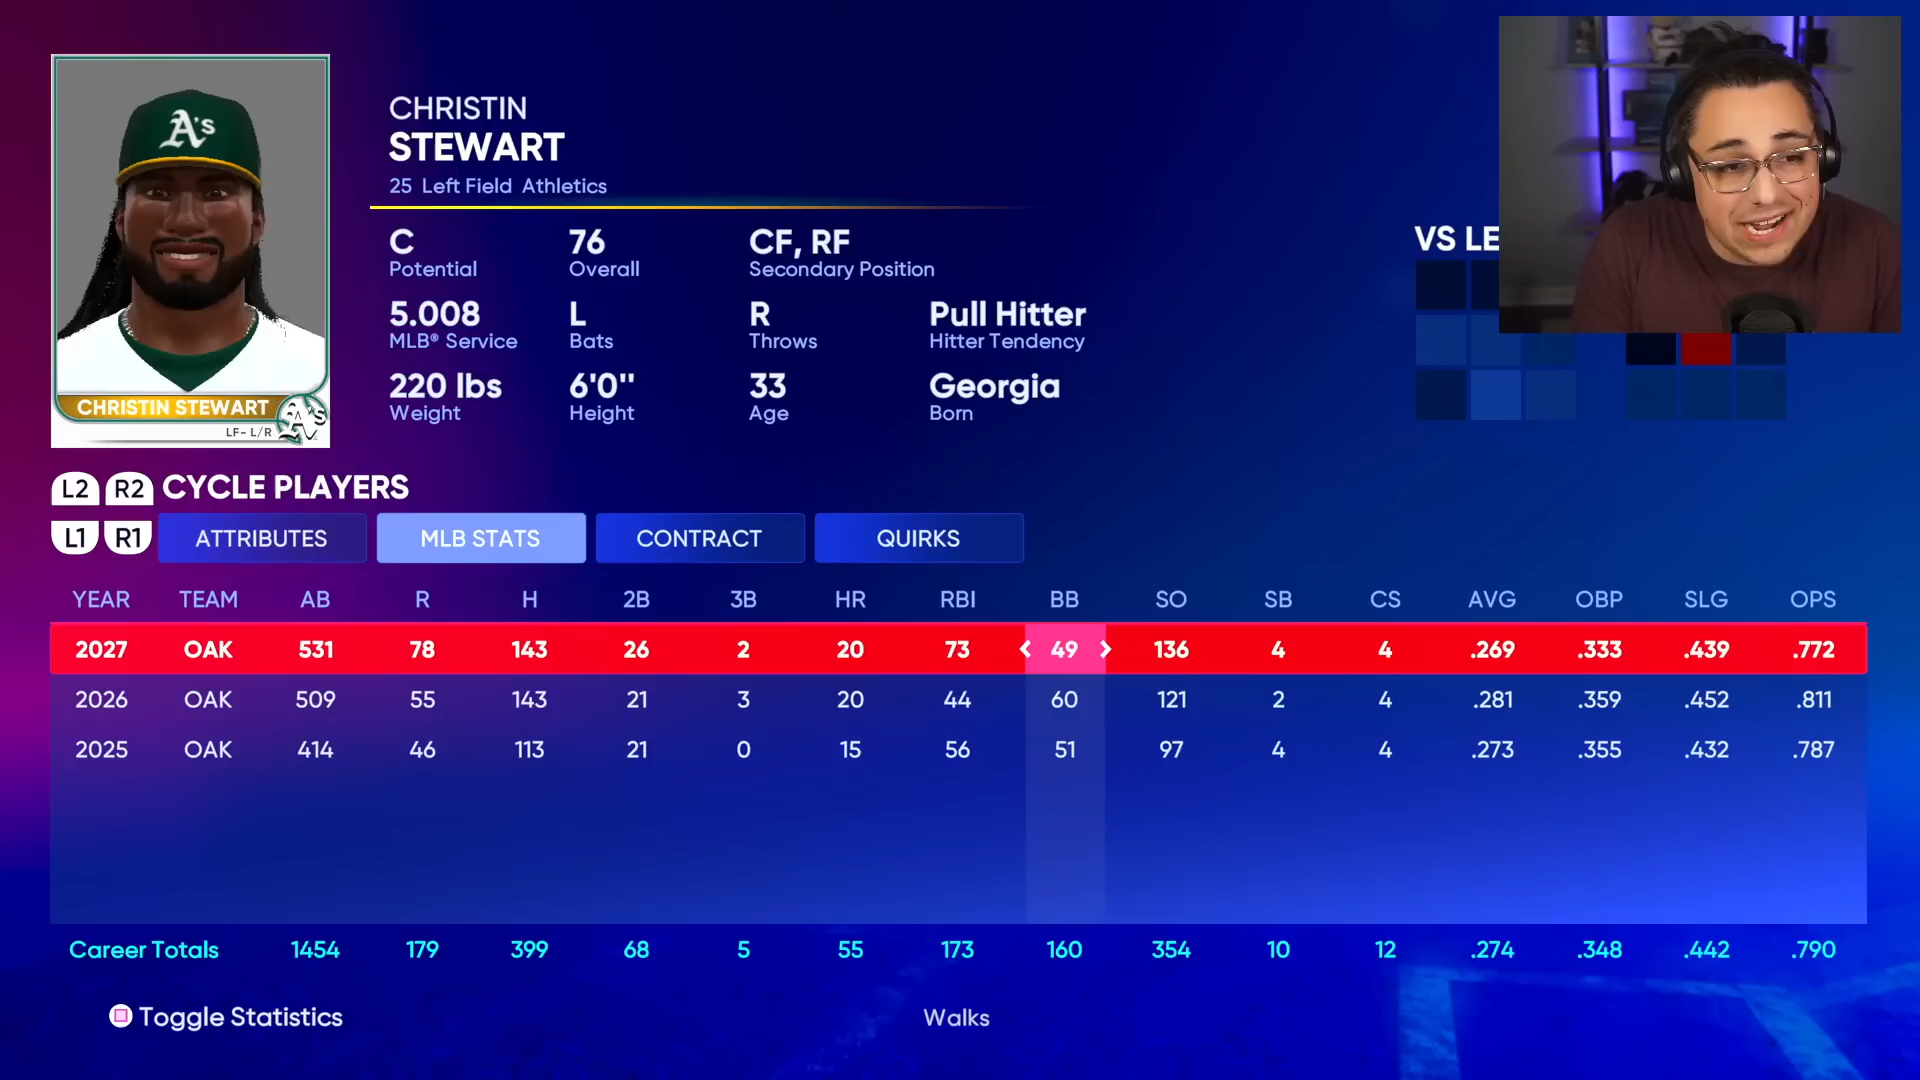 A's
CHRISTIN STEWART
A's
LF- L/R
CHRISTIN
STEWART
25 Left Field Athletics
C
Potential
76
Overall
CF, RF
Secondary Position
5.008
MLB® Service
L
Bats
R
Throws
Pull Hitter
Hitter Tendency
220 lbs
Weight
6'0''
Height
33
Age
Georgia
Born
VS LE
L2 R2 CYCLE PLAYERS
L1 R1 ATTRIBUTES MLB STATS CONTRACT QUIRKS
YEAR TEAM AB R H 2B 3B HR RBI BB SO SB CS AVG OBP SLG OPS
2027 OAK 531 78 143 26 2 20 73 49 136 4 4 .269 .333 .439 .772
2026 OAK 509 55 143 21 3 20 44 60 121 2 4 .281 .359 .452 .811
2025 OAK 414 46 113 21 0 15 56 51 97 4 4 .273 .355 .432 .787
Career Totals 1454 179 399 68 5 55 173 160 354 10 12 .274 .348 .442 .790
Toggle Statistics
Walks